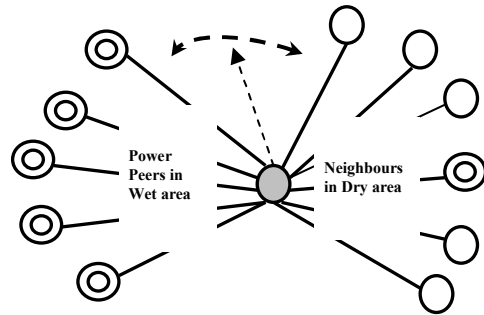 Power
Peers in
Wet area
Neighbours
in Dry area